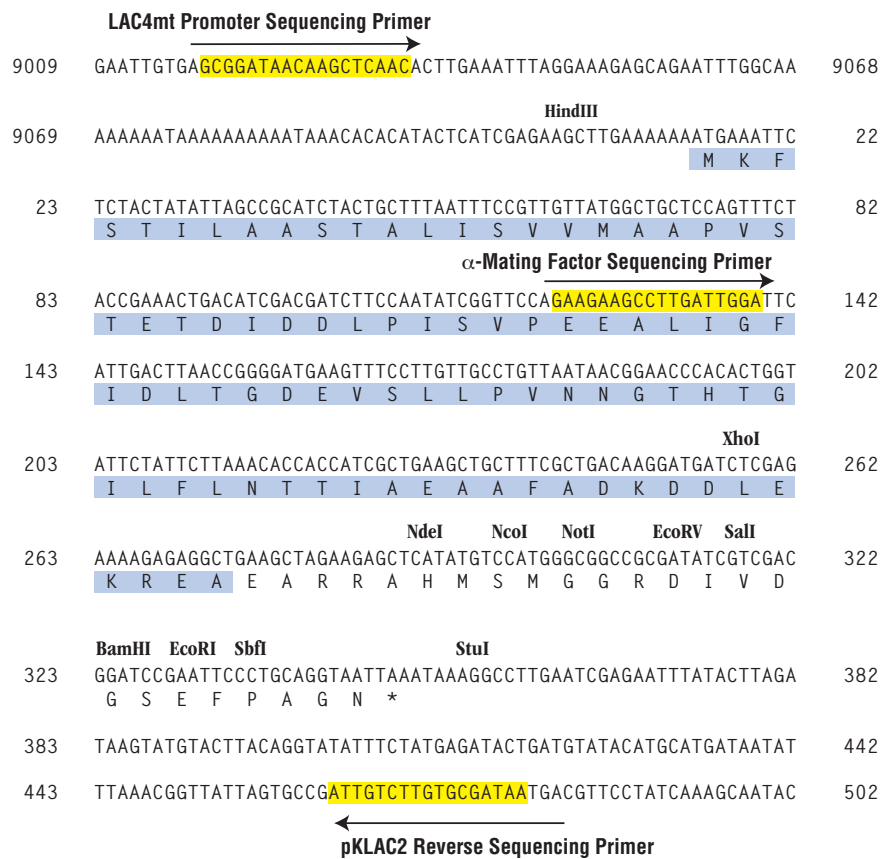 LAC4mt Promoter Sequencing Primer
9009 GAATTGTGAGCGGATAACAAGCTCAACACTTGAAATTTAGGAAAGAGCAGAATTTGGCAA 9068
HindIII
9069 AAAAAATAAAAAAAAAATAAACACACATACTCATCGAGAAGCTTGAAAAAAATGAAATTC 22
M K F
23 TCTACTATATTAGCCGCATCTACTGCTTTAATTTCCGTTGTTATGGCTGCTCCAGTTTCT 82
S T I L A A S T A L I S V V M A A P V S
α-Mating Factor Sequencing Primer
83 ACCGAAACTGACATCGACGATCTTCCAATATCGGTTCCAGAAGAAGCCTTGATTGGATTC 142
T E T D I D D L P I S V P E E A L I G F
143 ATTGACTTAACCGGGGATGAAGTTTCCTTGTTGCCTGTTAATAACGGAACCCACACTGGT 202
I D L T G D E V S L L P V N N G T H T G
XhoI
203 ATTCTATTCTTAAACACCACCATCGCTGAAGCTGCTTTCGCTGACAAGGATGATCTCGAG 262
I L F L N T T I A E A A F A D K D D L E
NdeI NcoI NotI EcoRV SalI
263 AAAAGAGAGGCTGAAGCTAGAAGAGCTCATATGTCCATGGGCGGCCGCGATATCGTCGAC 322
K R E A E A R R A H M S M G G R D I V D
BamHI EcoRI SbfI StuI
323 GGATCCGAATTCCCTGCAGGTAATTAAATAAAGGCCTTGAATCGAGAATTTATACTTAGA 382
G S E F P A G N *
383 TAAGTATGTACTTACAGGTATATTTCTATGAGATACTGATGTATACATGCATGATAATAT 442
443 TTAAACGGTTATTAGTGCCGATTGTCTTGTGCGATAATGACGTTCCTATCAAAGCAATAC 502
pKLAC2 Reverse Sequencing Primer